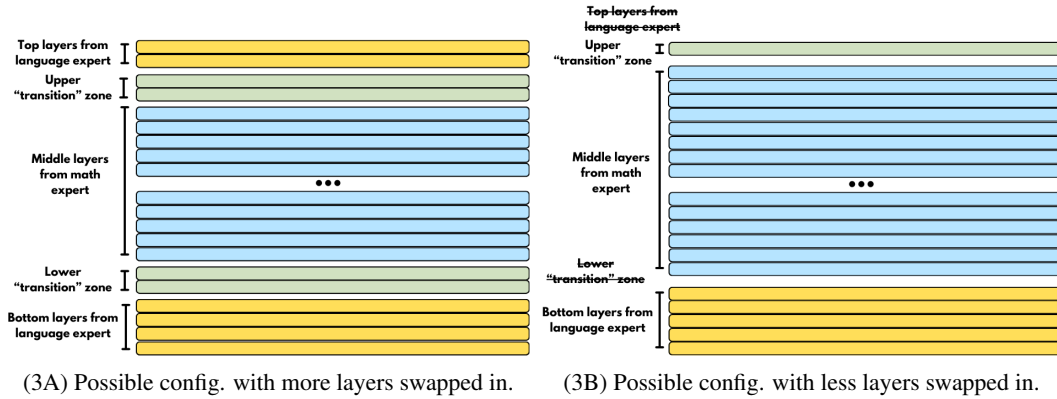 Top layers from
language expert
Upper
“transition” zone
Middle layers
from math
expert
•••
Lower
“transition” zone
Bottom layers from
language expert
(3A) Possible config. with more layers swapped in.
Top layers from
language expert
Upper
“transition” zone
Middle layers
from math
expert
•••
Lower
“transition” zone
Bottom layers from
language expert
(3B) Possible config. with less layers swapped in.